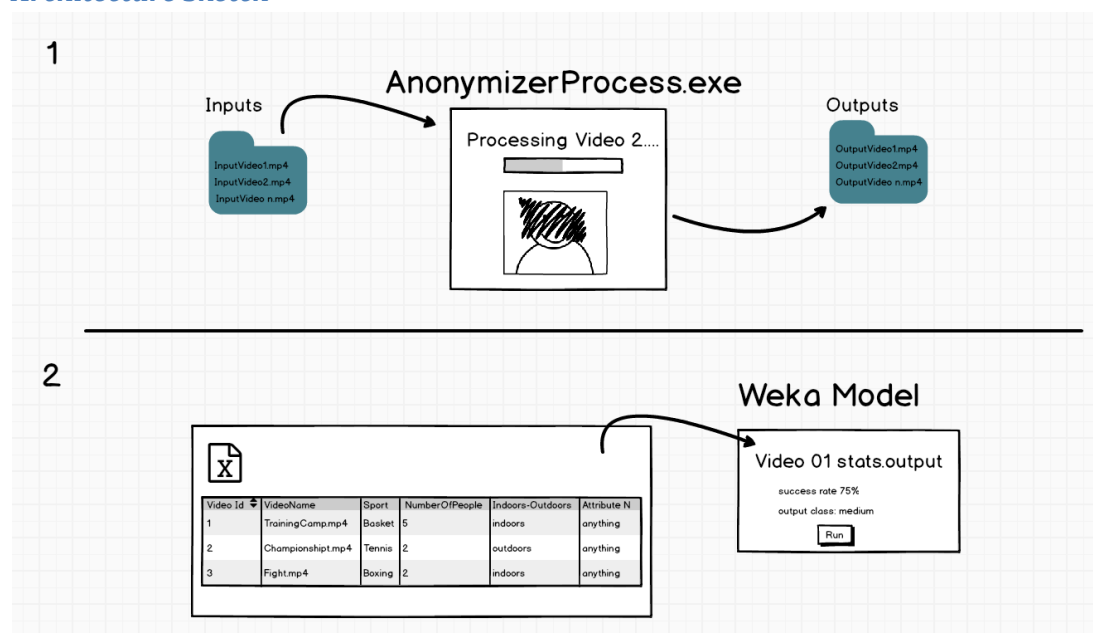 1
AnonymizerProcess.exe
Inputs
InputVideo1.mp4
InputVideo2.mp4
InputVideo n.mp4
Processing Video 2....
Outputs
OutputVideo1.mp4
OutputVideo2mp4
OutputVideo n.mp4
2
X
Video Id VideoName Sport NumberOfPeople Indoors-Outdoors Attribute N
1 TrainingCamp.mp4 Basket 5 indoors anything
2 Championshipt.mp4 Tennis 2 outdoors anything
3 Fight.mp4 Boxing 2 indoors anything
Weka Model
Video 01 stats.output
success rate 75%
output class: medium
Run